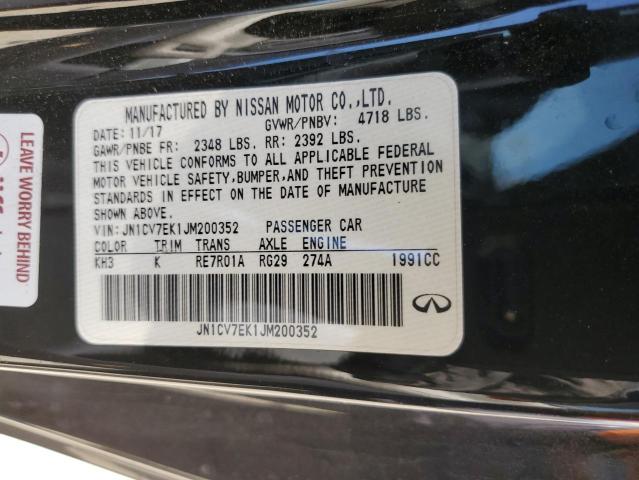 MANUFACTURED BY NISSAN MOTOR CO.,LTD.
DATE: 11/17 GVWR/PNBV: 4718 LBS.
GAWR/PNBE FR: 2348 LBS. RR: 2392 LBS.
THIS VEHICLE CONFORMS TO ALL APPLICABLE FEDERAL
MOTOR VEHICLE SAFETY,BUMPER,AND THEFT PREVENTION
STANDARDS IN EFFECT ON THE DATE OF MANUFACTURE
SHOWN ABOVE.
VIN: JN1CV7EK1JM200352 PASSENGER CAR
COLOR TRIM TRANS AXLE ENGINE
KH3 K RE7R01A RG29 274A 1991CC
JN1CV7EK1JM200352
LEAVE WORRY BEHIND